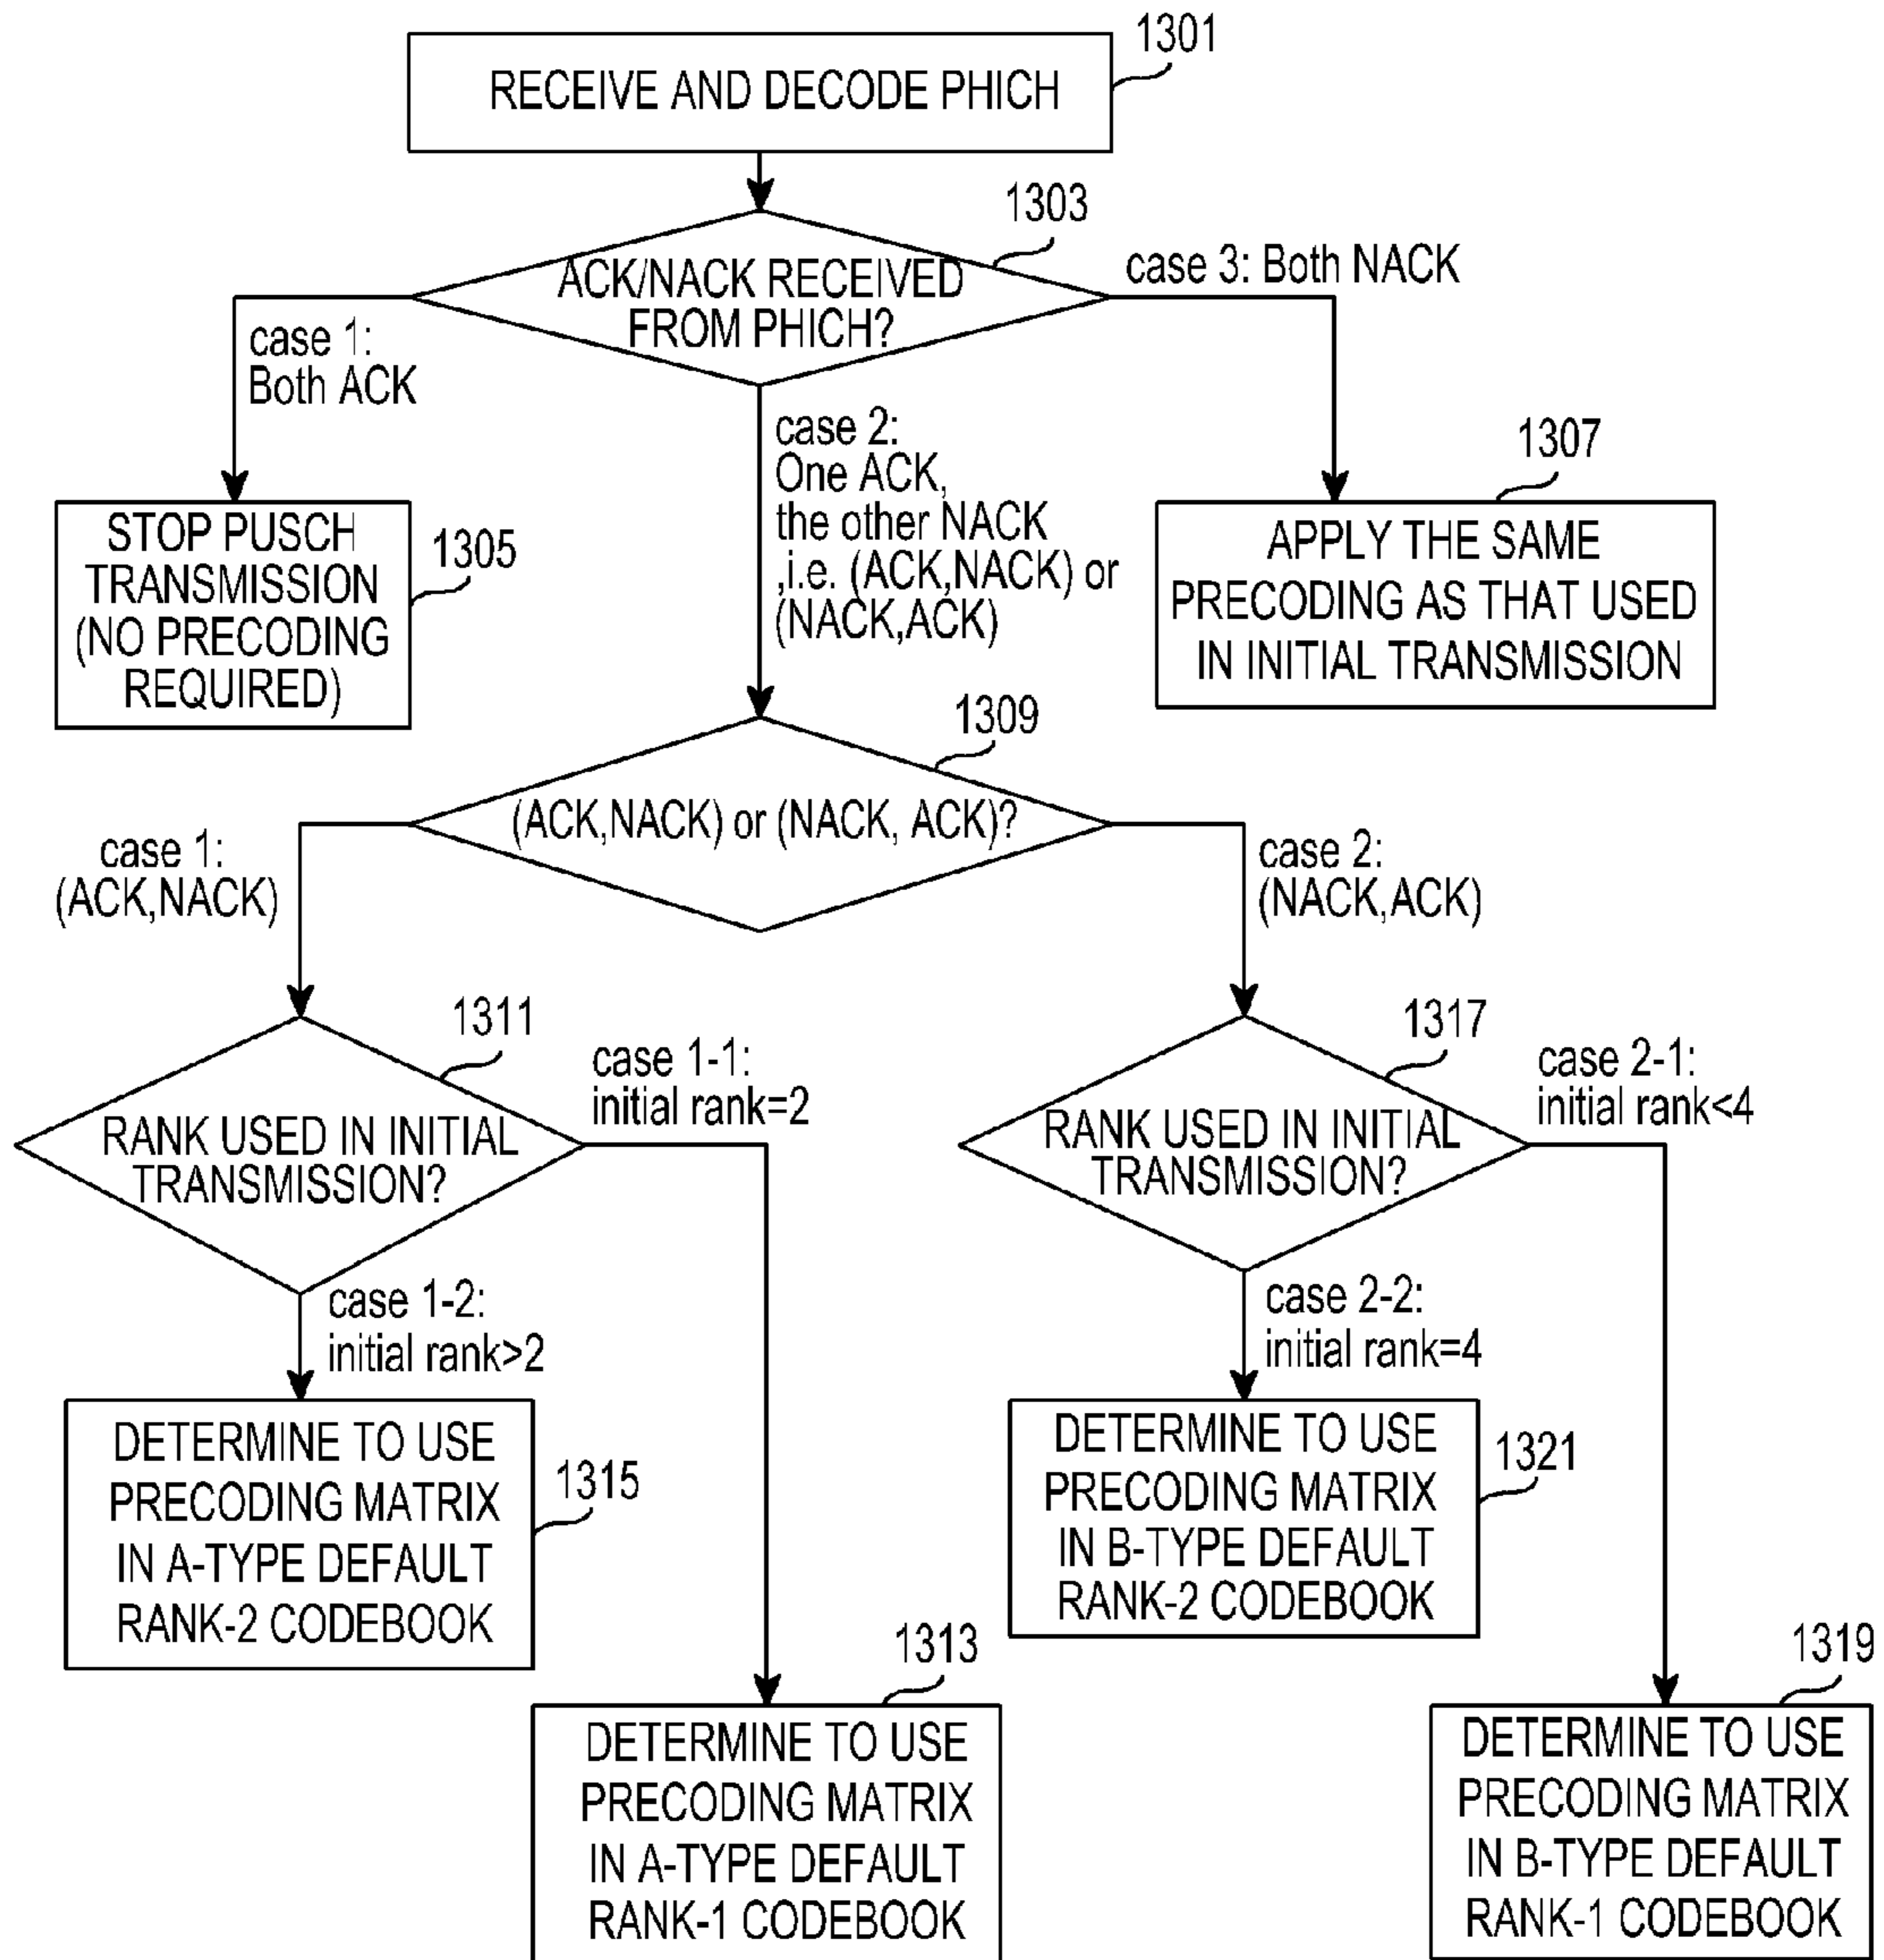 1301
RECEIVE AND DECODE PHICH
1303
ACK/NACK RECEIVED
FROM PHICH?
case 3: Both NACK
case 1:
Both ACK
case 2:
One ACK,
the other NACK
,i.e. (ACK,NACK) or
(NACK,ACK)
1307
STOP PUSCH
TRANSMISSION
(NO PRECODING
REQUIRED)
1305
APPLY THE SAME
PRECODING AS THAT USED
IN INITIAL TRANSMISSION
1309
(ACK,NACK) or (NACK, ACK)?
case 1:
(ACK,NACK)
case 2:
(NACK,ACK)
1311
case 1-1:
initial rank=2
RANK USED IN INITIAL
TRANSMISSION?
1317
case 2-1:
initial rank<4
RANK USED IN INITIAL
TRANSMISSION?
case 1-2:
initial rank>2
case 2-2:
initial rank=4
DETERMINE TO USE
PRECODING MATRIX
IN A-TYPE DEFAULT
RANK-2 CODEBOOK
1315
DETERMINE TO USE
PRECODING MATRIX
IN B-TYPE DEFAULT
RANK-2 CODEBOOK
1321
1313
DETERMINE TO USE
PRECODING MATRIX
IN A-TYPE DEFAULT
RANK-1 CODEBOOK
1319
DETERMINE TO USE
PRECODING MATRIX
IN B-TYPE DEFAULT
RANK-1 CODEBOOK